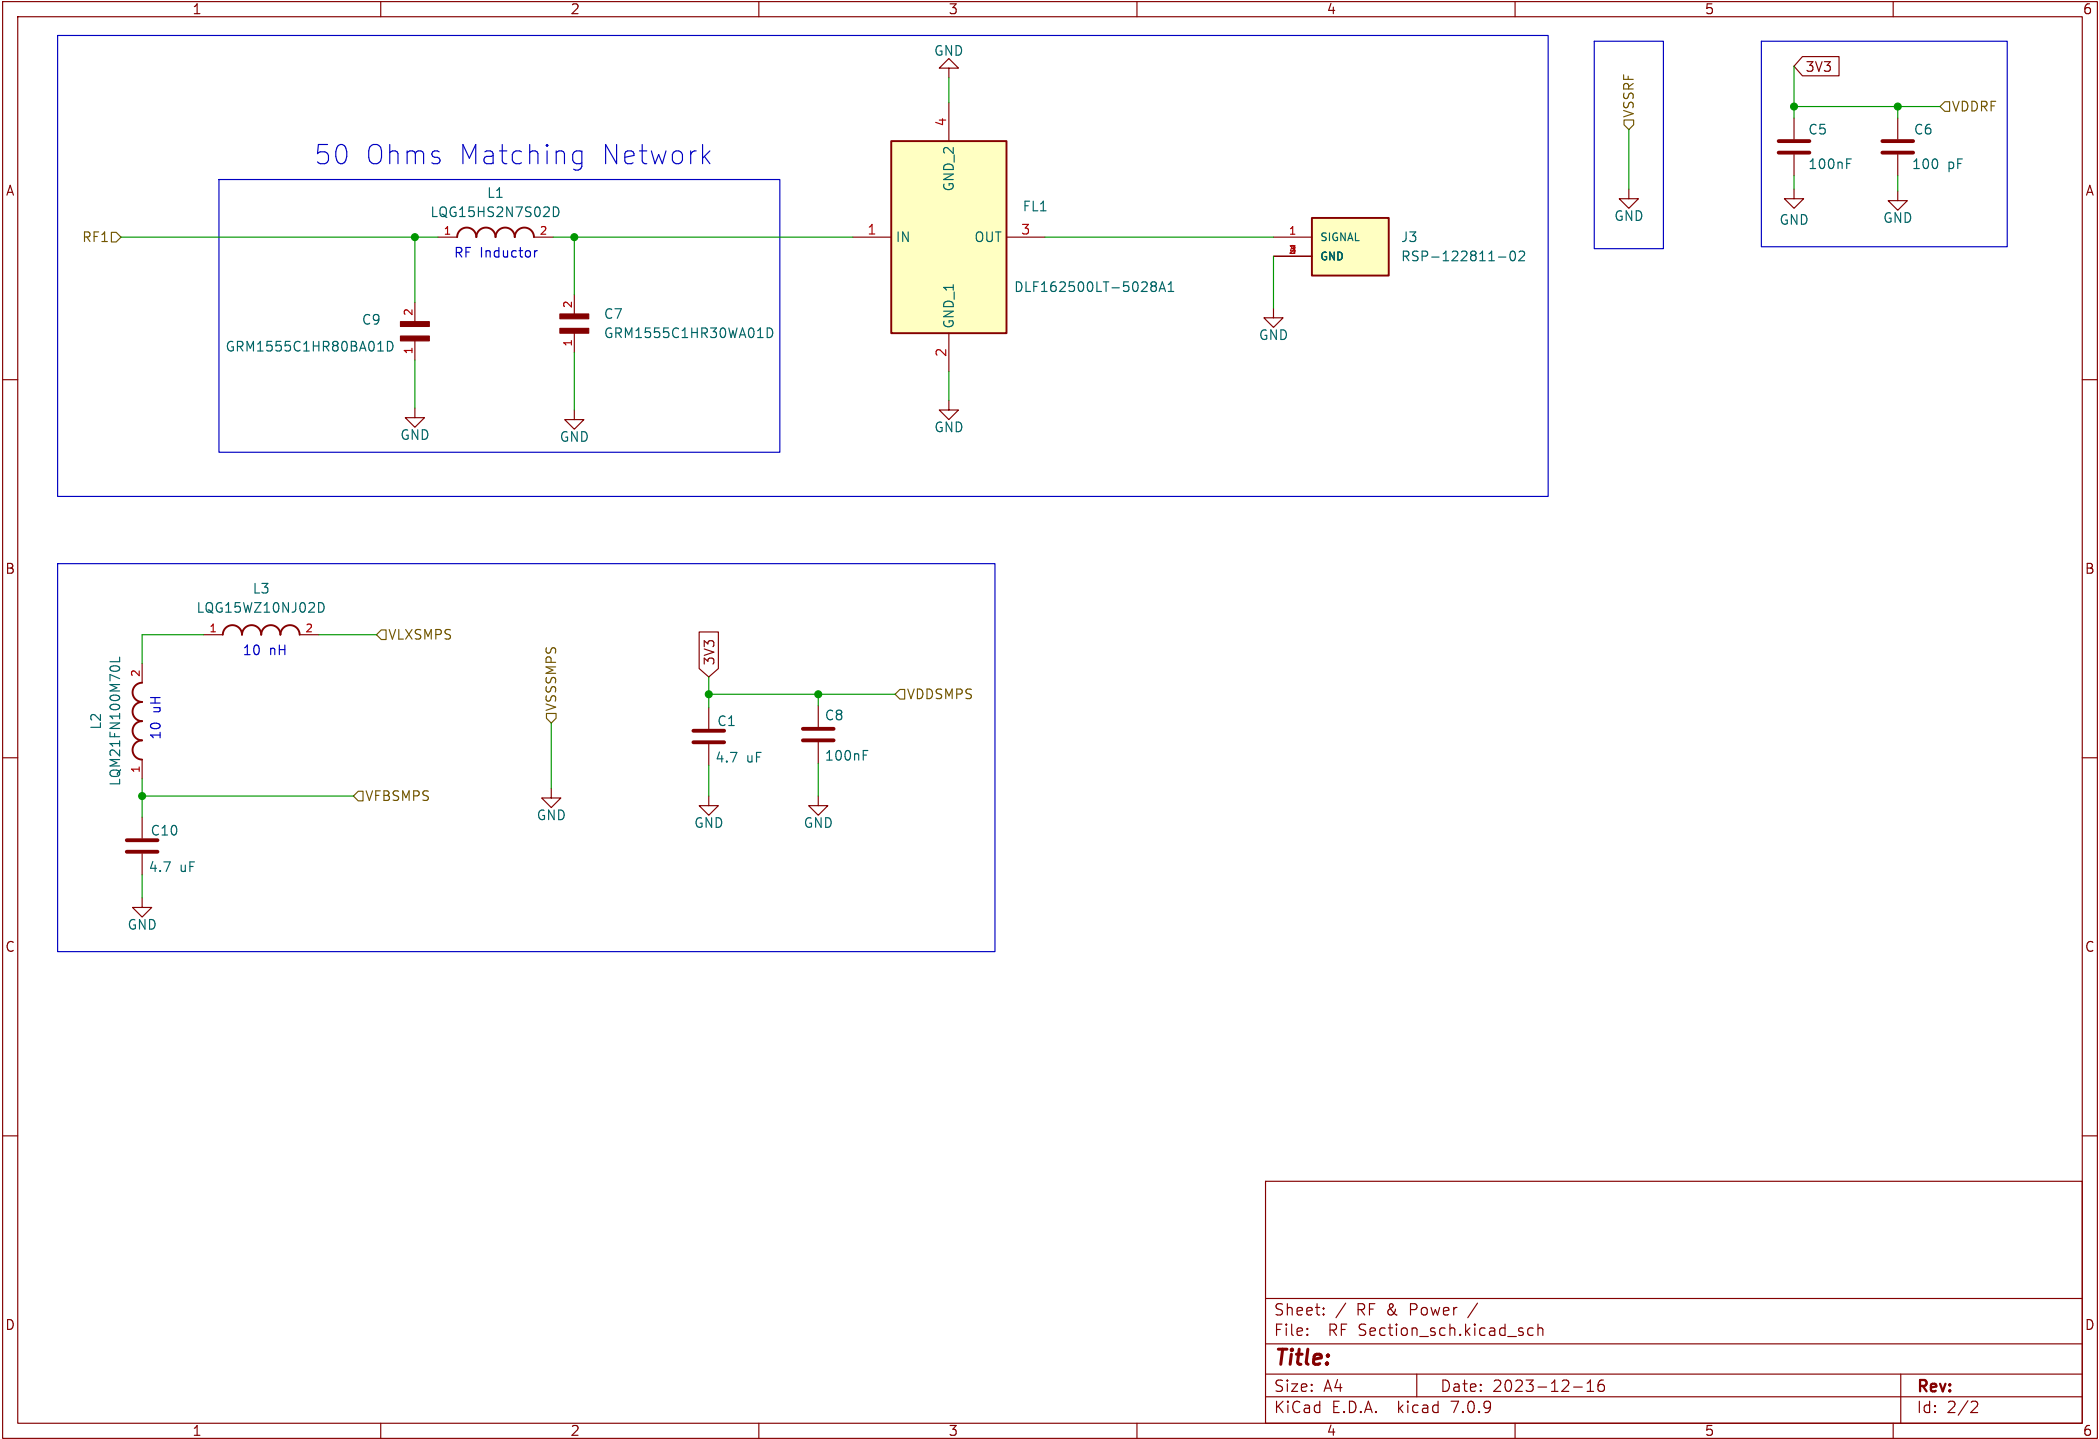 1 2 3 4 5 6
A
B
C
D
50 Ohms Matching Network
RF1
L1
LQG15HS2N7S02D
1 2
RF Inductor
C9
GRM1555C1HR80BA01D
2
1
GND
C7
GRM1555C1HR30WA01D
2
1
GND
GND
4
GND_2
1 IN
OUT 3
GND_1
2
GND
FL1
DLF162500LT-5028A1
1 SIGNAL
GND
J3
RSP-122811-02
GND
VSSRF
GND
3V3
VDDRF
C5
100nF
GND
C6
100 pF
GND
L3
LQG15WZ10NJ02D
1 2
10 nH
VLXSMPS
L2
LQM21FN100M70L
2
10 uH
1
VFBSMPS
C10
4.7 uF
GND
VSSSMPS
GND
3V3
VDDSMPS
C1
4.7 uF
GND
C8
100nF
GND
A
B
C
D
Sheet: / RF & Power /
File: RF Section_sch.kicad_sch
Title:
Size: A4 Date: 2023-12-16 Rev:
KiCad E.D.A. kicad 7.0.9 Id: 2/2
1 2 3 4 5 6